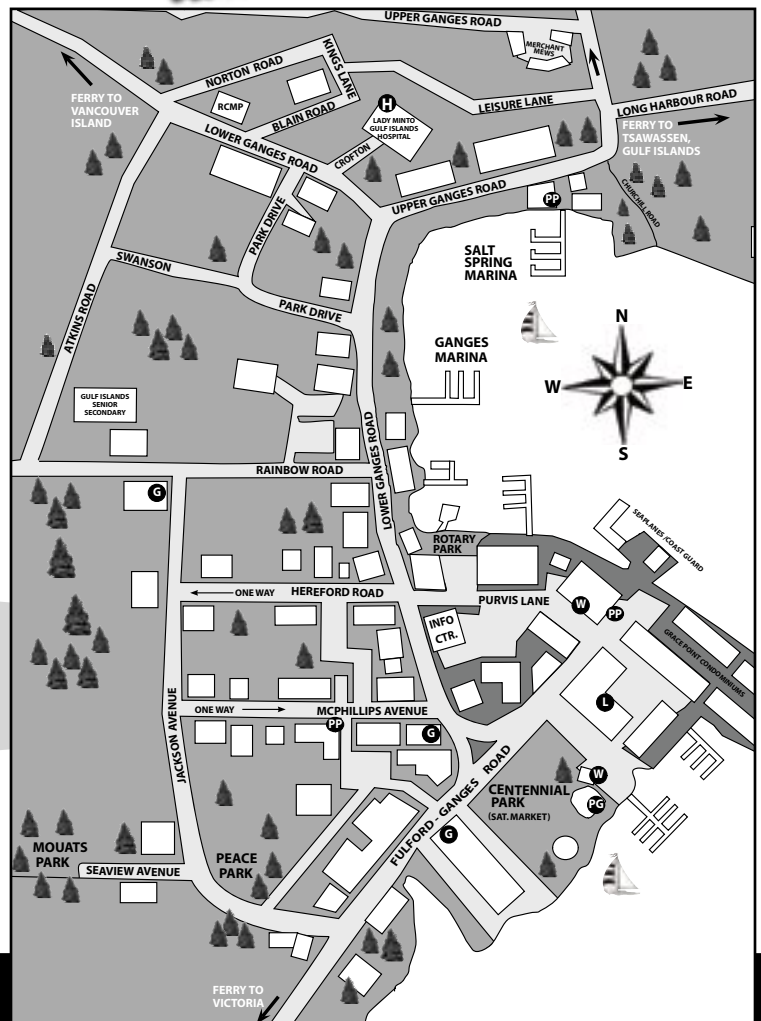 UPPER GANGES ROAD
MERCHANT
MEWS
KINGS LANE
NORTON ROAD
FERRY TO
VANCOUVER
ISLAND
RCMP
BLAIN ROAD
H
LADY MINTO
GULF ISLANDS
HOSPITAL
LEISURE LANE
LONG HARBOUR ROAD
FERRY TO
TSAWASSEN,
GULF ISLANDS
LOWER GANGES ROAD
CROFTON
UPPER GANGES ROAD
CHURCHILL ROAD
PP
PARK DRIVE
SALT
SPRING
MARINA
SWANSON
PARK DRIVE
ATKINS ROAD
GANGES
MARINA
N
W
E
S
GULF ISLANDS
SENIOR
SECONDARY
LOWER GANGES ROAD
RAINBOW ROAD
G
SEAPLANES /COAST GUARD
ROTARY
PARK
ONE WAY
HEREFORD ROAD
PURVIS LANE
W
PP
INFO
CTR.
GRACE POINT CONDOMINIUMS
L
ONE WAY
MCPHILLIPS AVENUE
PP
G
JACKSON AVENUE
FULFORD - GANGES ROAD
CENTENNIAL
PARK
(SAT. MARKET)
W
PG
G
MOUATS
PARK
SEAVIEW AVENUE
PEACE
PARK
FERRY TO
VICTORIA